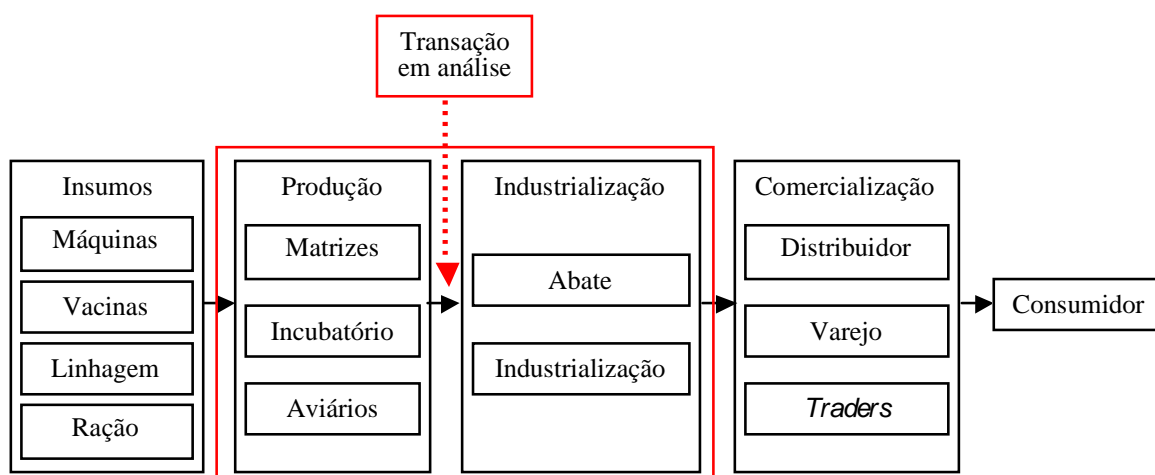 Transação
em análise
Insumos
Máquinas
Vacinas
Linhagem
Ração
Produção
Matrizes
Incubatório
Aviários
Industrialização
Abate
Industrialização
Comercialização
Distribuidor
Varejo
Traders
Consumidor